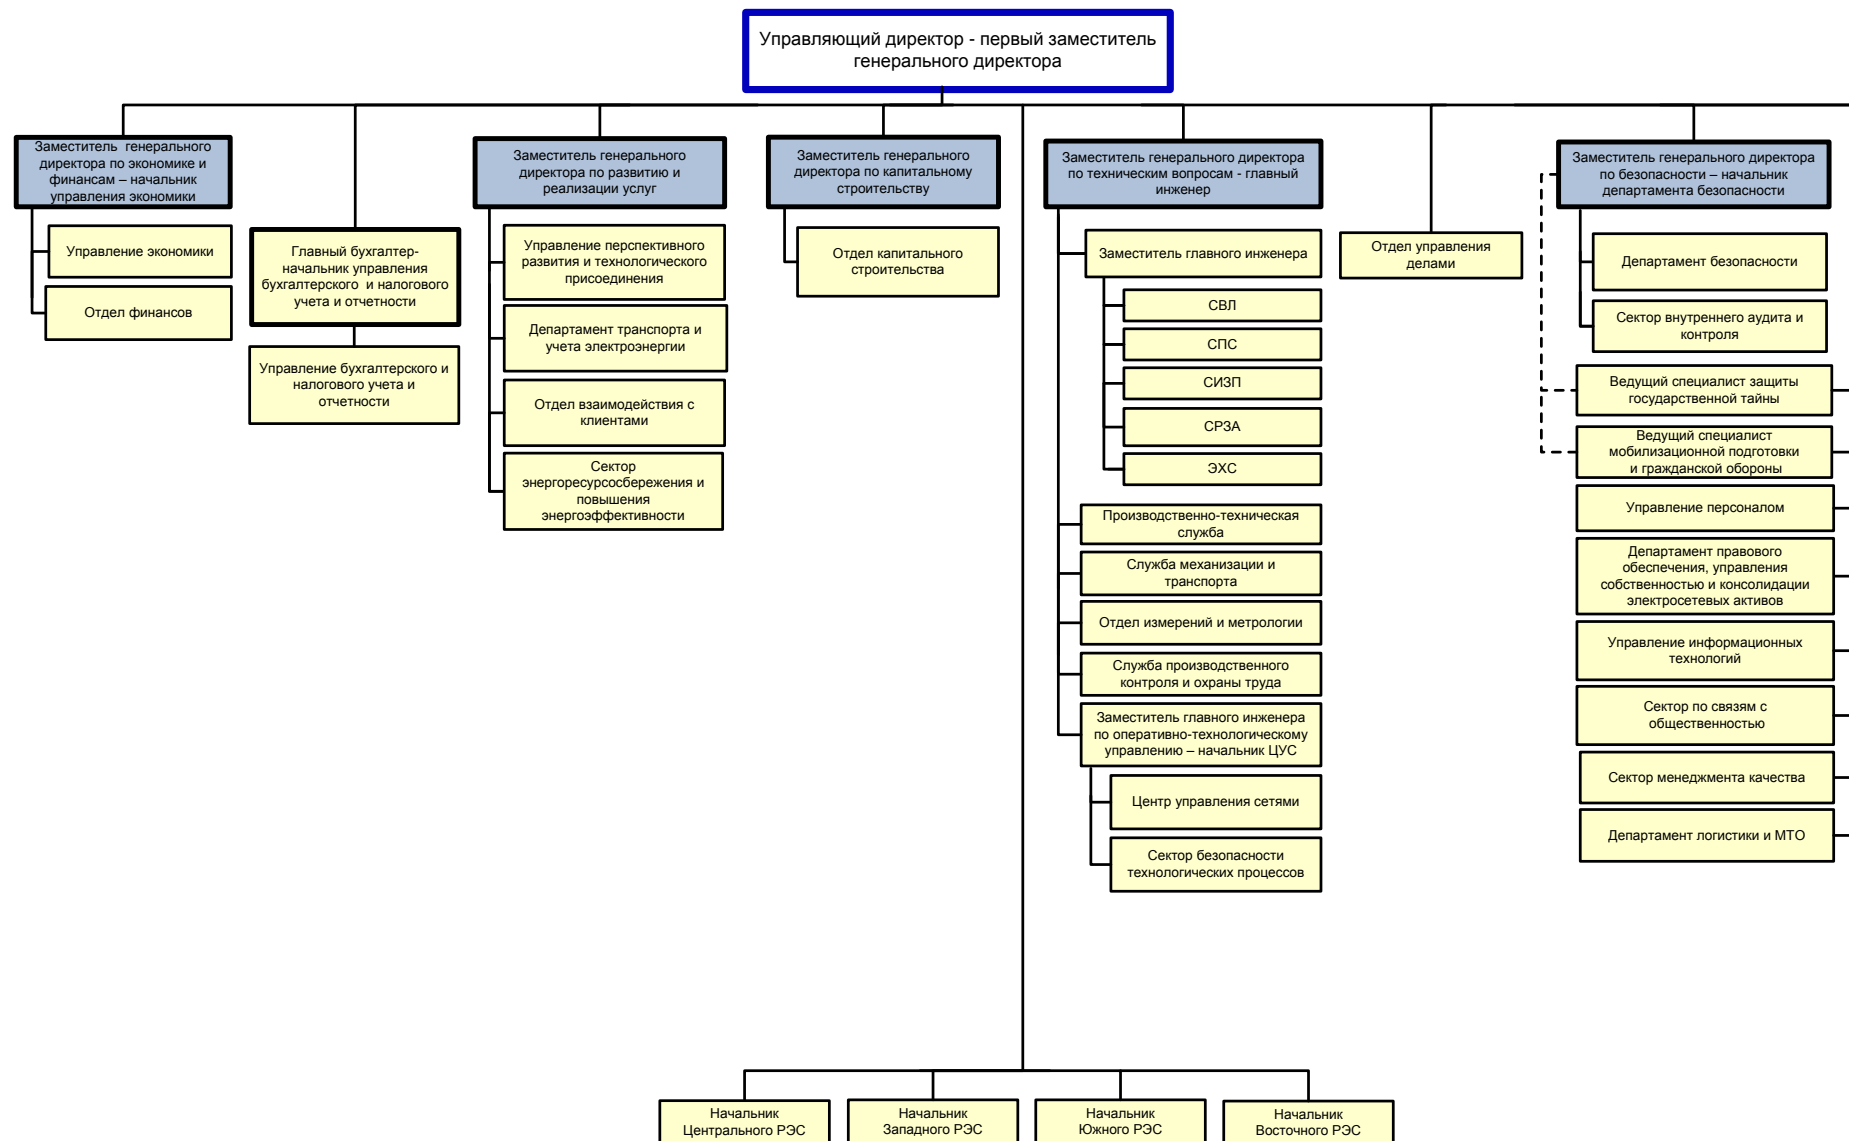 Управляющий директор - первый заместитель
генерального директора
Заместитель генерального
директора по экономике и
финансам – начальник
управления экономики
Управление экономики
Отдел финансов
Главный бухгалтер-
начальник управления
бухгалтерского и налогового
учета и отчетности
Управление бухгалтерского и
налогового учета и
отчетности
Заместитель генерального
директора по развитию и
реализации услуг
Управление перспективного
развития и технологического
присоединения
Департамент транспорта и
учета электроэнергии
Отдел взаимодействия с
клиентами
Сектор
энергоресурсосбережения и
повышения
энергоэффективности
Заместитель генерального
директора по капитальному
строительству
Отдел капитального
строительства
Заместитель генерального директора
по техническим вопросам - главный
инженер
Заместитель главного инженера
СВЛ
СПС
СИЗП
СРЗА
ЭХС
Производственно-техническая
служба
Служба механизации и
транспорта
Отдел измерений и метрологии
Служба производственного
контроля и охраны труда
Заместитель главного инженера
по оперативно-технологическому
управлению – начальник ЦУС
Центр управления сетями
Сектор безопасности
технологических процессов
Отдел управления
делами
Заместитель генерального директора
по безопасности – начальник
департамента безопасности
Департамент безопасности
Сектор внутреннего аудита и
контроля
Ведущий специалист защиты
государственной тайны
Ведущий специалист
мобилизационной подготовки
и гражданской обороны
Управление персоналом
Департамент правового
обеспечения, управления
собственностью и консолидации
электросетевых активов
Управление информационных
технологий
Сектор по связям с
общественностью
Сектор менеджмента качества
Департамент логистики и МТО
Начальник
Центрального РЭС
Начальник
Западного РЭС
Начальник
Южного РЭС
Начальник
Восточного РЭС